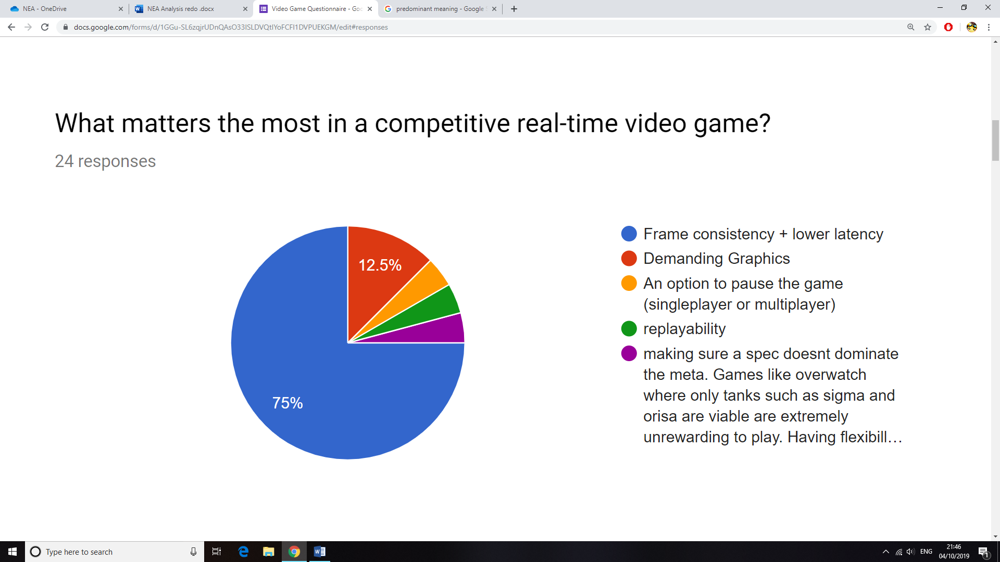 NEA - OneDrive
NEA Analysis redo .docx
Video Game Questionnaire - Goo
predominant meaning - Google S
docs.google.com/forms/d/
What matters the most in a competitive real-time video game?
24 responses
12.5%
75%
Frame consistency + lower latency
Demanding Graphics
An option to pause the game
(singleplayer or multiplayer)
replayability
making sure a spec doesnt dominate
the meta. Games like overwatch
where only tanks such as sigma and
orisa are viable are extremely
unrewarding to play. Having flexibill…
Type here to search
ENG
21:46
04/10/2019
1